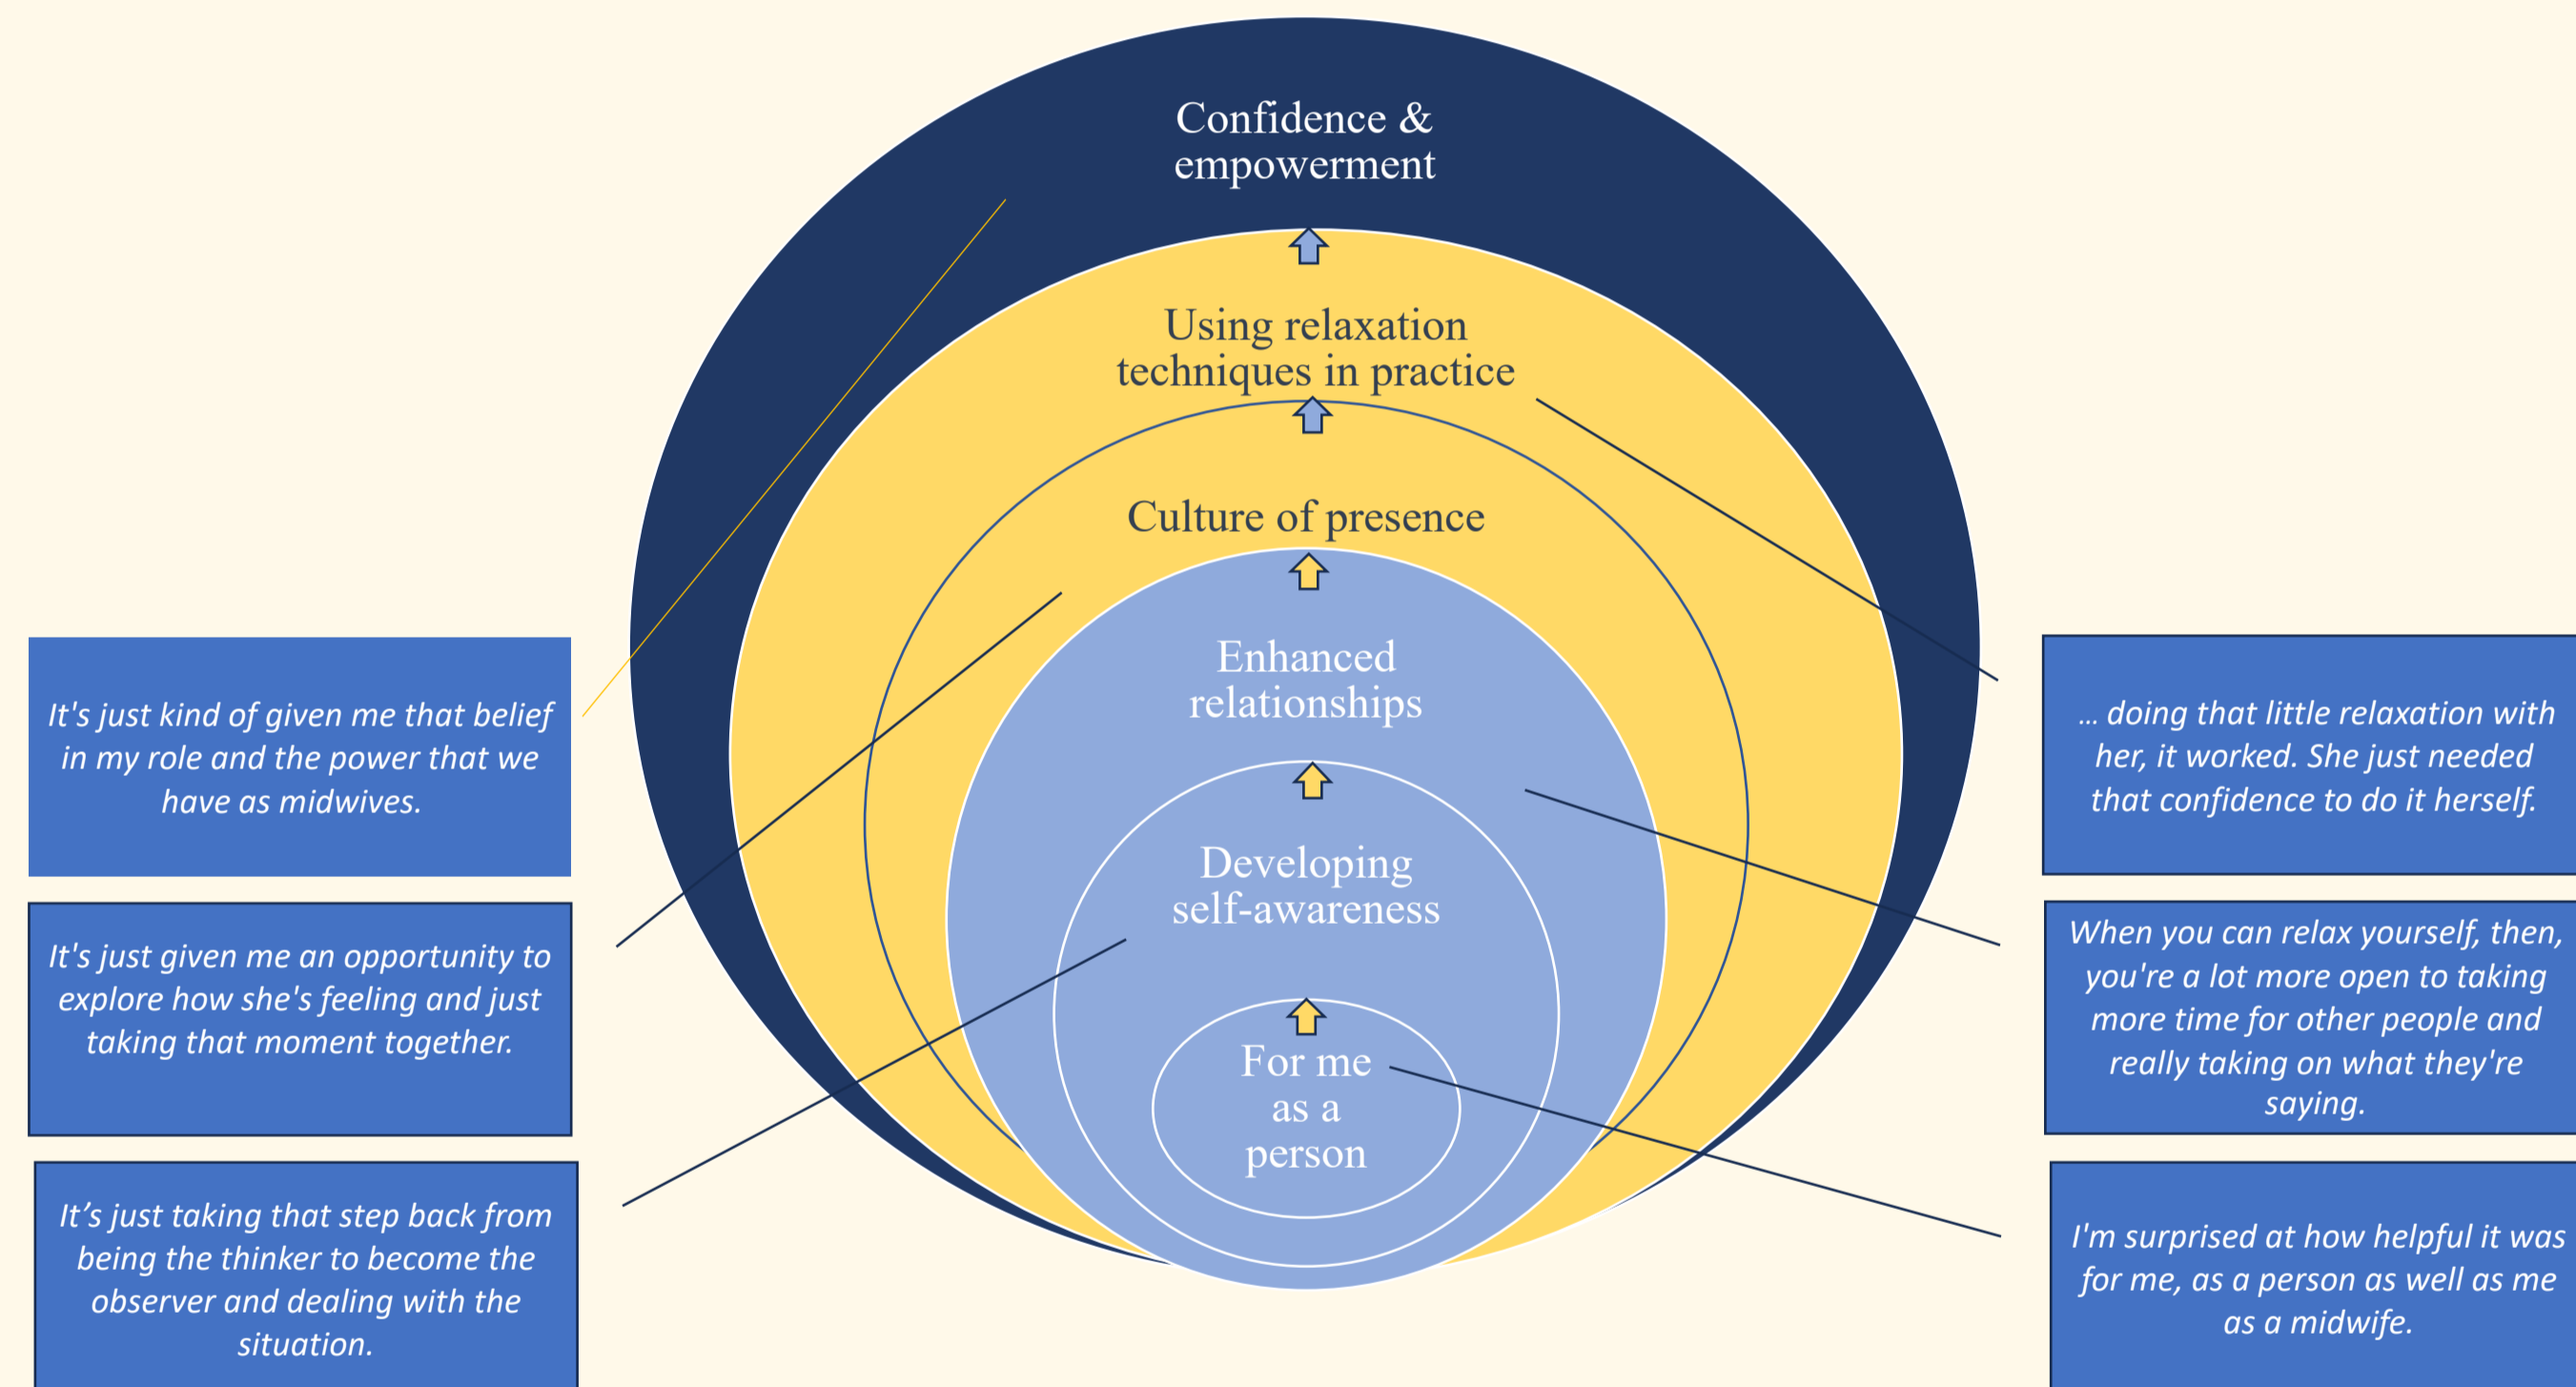 Confidence &
empowerment
Using relaxation
techniques in practice
Culture of presence
Enhanced
relationships
Developing
self-awareness
For me
as a
person
It's just kind of given me that belief
in my role and the power that we
have as midwives.
It's just given me an opportunity to
explore how she's feeling and just
taking that moment together.
It’s just taking that step back from
being the thinker to become the
observer and dealing with the
situation.
... doing that little relaxation with
her, it worked. She just needed
that confidence to do it herself.
When you can relax yourself, then,
you're a lot more open to taking
more time for other people and
really taking on what they're
saying.
I'm surprised at how helpful it was
for me, as a person as well as me
as a midwife.